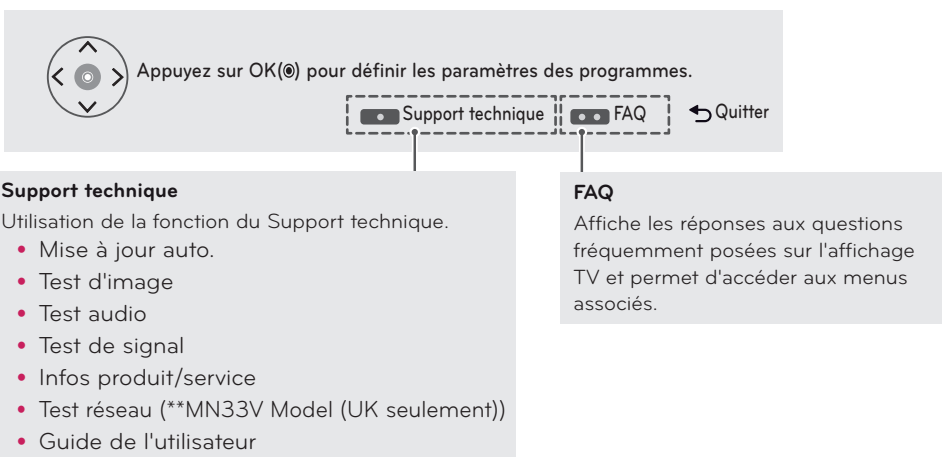 Appuyez sur OK(◉) pour définir les paramètres des programmes.
Support technique FAQ Quitter
Support technique
Utilisation de la fonction du Support technique.
• Mise à jour auto.
• Test d'image
• Test audio
• Test de signal
• Infos produit/service
• Test réseau (**MN33V Model (UK seulement))
• Guide de l'utilisateur
FAQ
Affiche les réponses aux questions
fréquemment posées sur l'affichage
TV et permet d'accéder aux menus
associés.